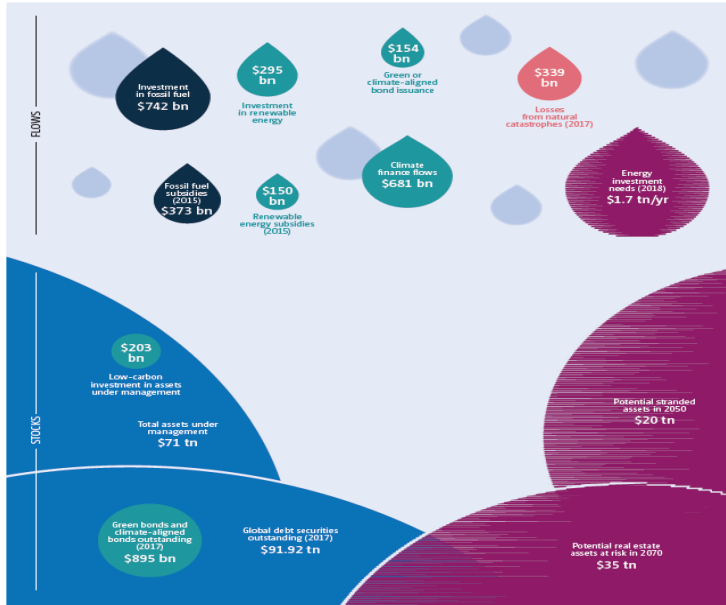 FLOWS
Investment
in fossil fuel
$742 bn
$295
bn
Investment
in renewable
energy
$154
bn
Green or
climate-aligned
bond issuance
$339
bn
Losses
from natural
catastrophes (2017)
Fossil fuel
subsidies
(2015)
$373 bn
$150
bn
Renewable
energy subsidies
(2015)
Climate
finance flows
$681 bn
Energy
investment
needs (2018)
$1.7 tn/yr
STOCKS
$203
bn
Low-carbon
investment in assets
under management
Total assets under
management
$71 tn
Potential stranded
assets in 2050
$20 tn
Green bonds and
climate-aligned
bonds outstanding
(2017)
$895 bn
Global debt securities
outstanding (2017)
$91.92 tn
Potential real estate
assets at risk in 2070
$35 tn